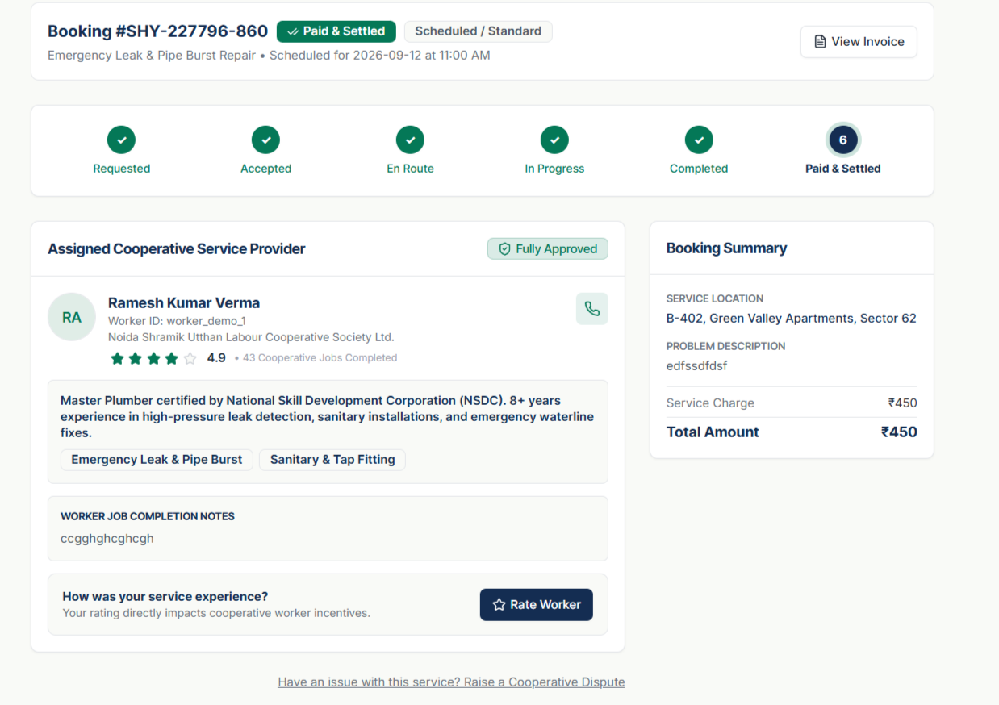 Booking #SHY-227796-860
Paid & Settled
Scheduled / Standard
Emergency Leak & Pipe Burst Repair • Scheduled for 2026-09-12 at 11:00 AM
View Invoice
Requested
Accepted
En Route
In Progress
Completed
6
Paid & Settled
Assigned Cooperative Service Provider
Fully Approved
RA
Ramesh Kumar Verma
Worker ID: worker_demo_1
Noida Shramik Utthan Labour Cooperative Society Ltd.
4.9 • 43 Cooperative Jobs Completed
Master Plumber certified by National Skill Development Corporation (NSDC). 8+ years
experience in high-pressure leak detection, sanitary installations, and emergency waterline
fixes.
Emergency Leak & Pipe Burst
Sanitary & Tap Fitting
WORKER JOB COMPLETION NOTES
ccgghghcghcgh
How was your service experience?
Your rating directly impacts cooperative worker incentives.
Rate Worker
Have an issue with this service? Raise a Cooperative Dispute
Booking Summary
SERVICE LOCATION
B-402, Green Valley Apartments, Sector 62
PROBLEM DESCRIPTION
edfssdfdsf
Service Charge ₹450
Total Amount ₹450